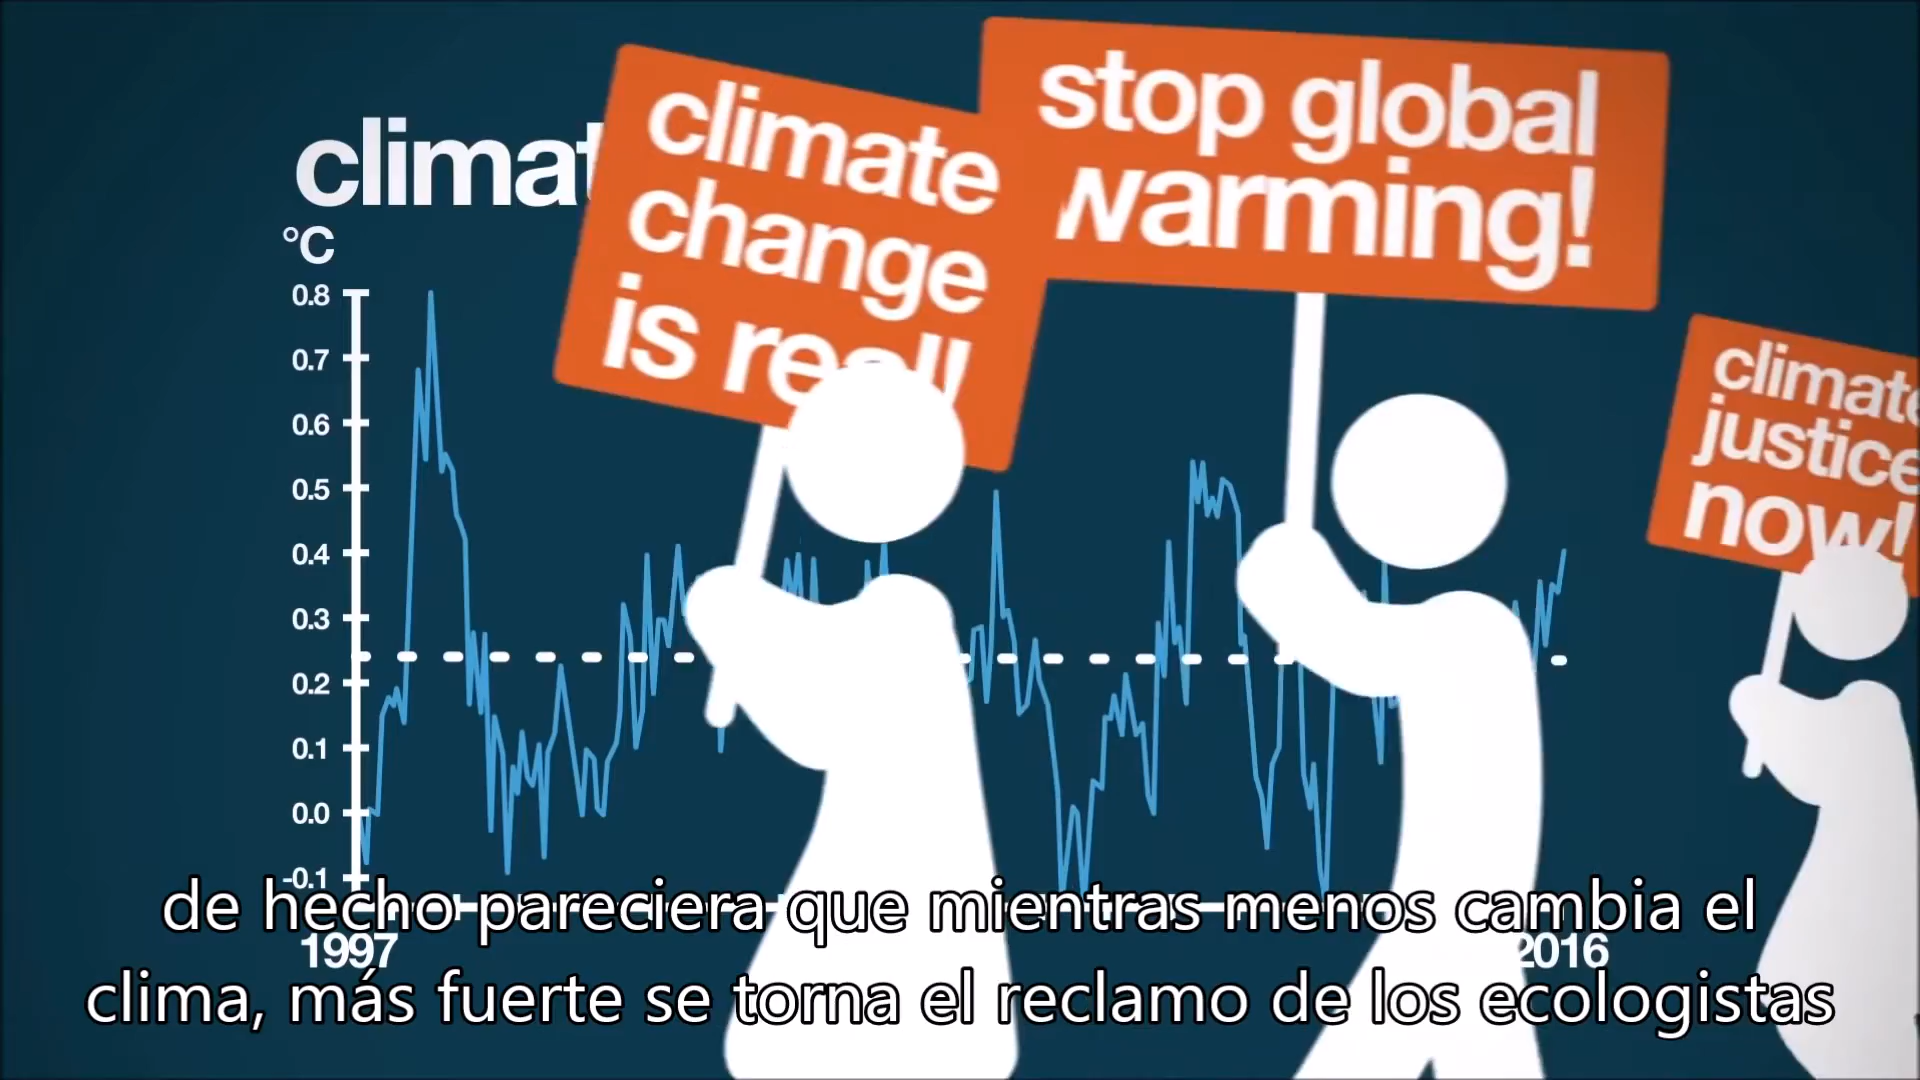 stop global
warming!
climate
change
is real!
climat
°C
0.8
0.7
0.6
0.5
0.4
0.3
0.2
0.1
0.0
-0.1
1997
2016
climate
justice
now!
de hecho pareciera que mientras menos cambia el
clima, más fuerte se torna el reclamo de los ecologistas